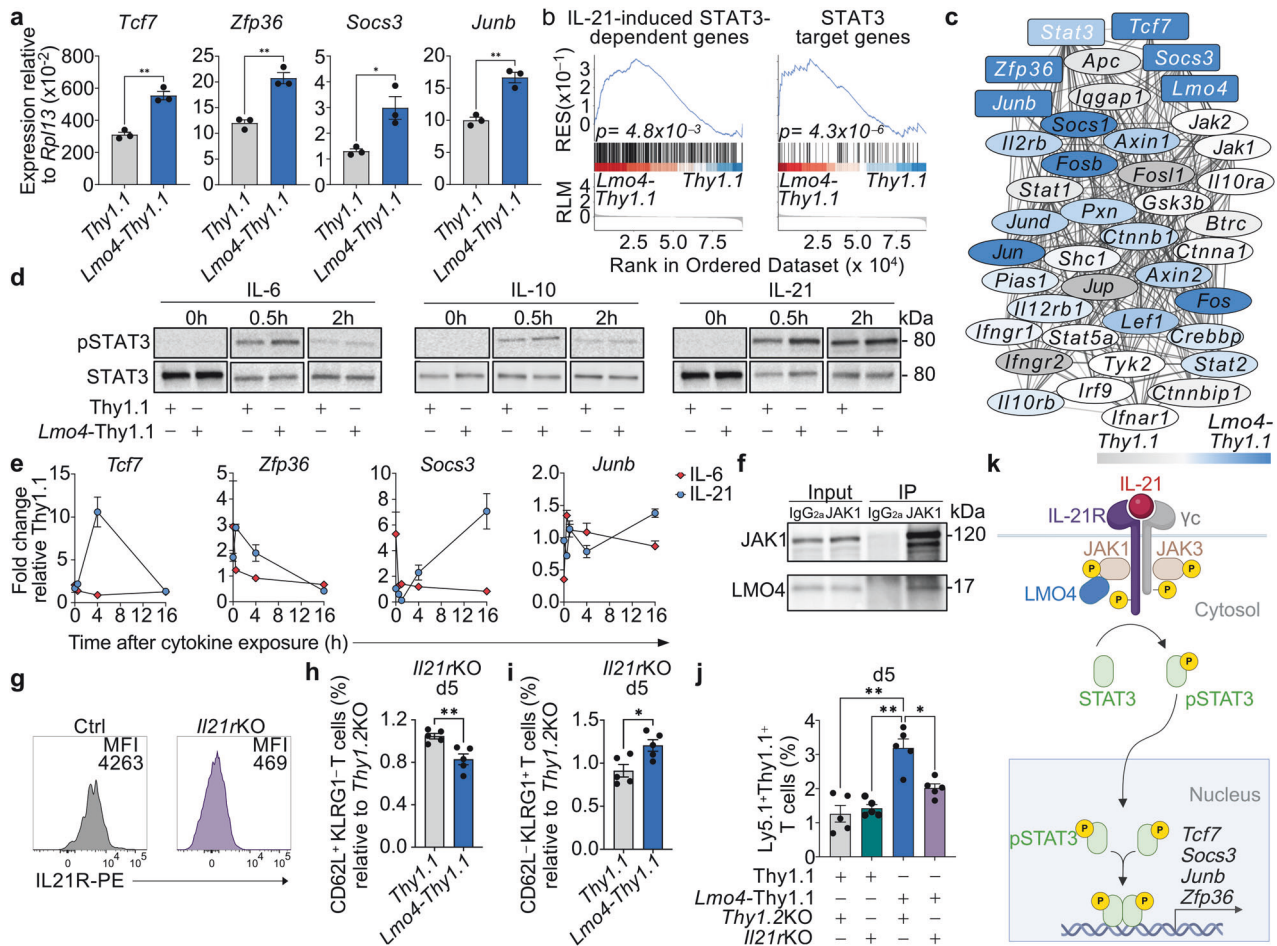 a
Tcf7
Zfp36
Socs3
Junb
Expression relative
to Rpl13 (x10-2)
800
600
400
200
0
**
25
20
15
10
5
0
**
5
4
3
2
1
0
*
20
15
10
5
0
**
Thy1.1
Lmo4-Thy1.1
Thy1.1
Lmo4-Thy1.1
Thy1.1
Lmo4-Thy1.1
Thy1.1
Lmo4-Thy1.1
b
IL-21-induced STAT3-
dependent genes
STAT3
target genes
RES(x10-1)
3
2
1
0
p= 4.8x10−3
p= 4.3x10−6
Lmo4-
Thy1.1
Thy1.1
Lmo4-
Thy1.1
Thy1.1
RLM
4
2
0
2.5 5.0 7.5
2.5 5.0 7.5
Rank in Ordered Dataset (x 104)
c
Stat3
Tcf7
Zfp36
Apc
Socs3
Junb
Iqgap1
Lmo4
Socs1
Jak2
Il2rb
Axin1
Jak1
Fosb
Fosl1
Il10ra
Stat1
Gsk3b
Jund
Pxn
Btrc
Ctnnb1
Jun
Shc1
Ctnna1
Pias1
Axin2
Jup
Fos
Il12rb1
Lef1
Ifngr1
Stat5a
Crebbp
Ifngr2
Tyk2
Stat2
Irf9
Il10rb
Ctnnbip1
Ifnar1
Thy1.1
Lmo4-
Thy1.1
d
IL-6
IL-10
IL-21
0h 0.5h 2h
0h 0.5h 2h
0h 0.5h 2h kDa
pSTAT3
- 80
STAT3
- 80
Thy1.1 + − + − + − + − + − + − + − + − + −
Lmo4-Thy1.1 − + − + − + − + − + − + − + − + − +
e
Tcf7
Zfp36
Socs3
Junb
IL-6
IL-21
Fold change
relative Thy1.1
15
10
5
2
1
0
5
4
3
2
1
0
10
8
6
4
2
0
2.0
1.5
1.0
0.5
0.0
0 4 8 12 16
0 4 8 12 16
0 4 8 12 16
0 4 8 12 16
Time after cytokine exposure (h)
f
Input
IP
IgG2a JAK1 IgG2a JAK1 kDa
JAK1
-120
LMO4
-17
g
Ctrl
Il21rKO
MFI
4263
MFI
469
0 104 105
0 104 105
IL21R-PE
h
Il21rKO
d5
CD62L+KLRG1− T cells (%)
relative to Thy1.2KO
1.2
0.8
0.4
0.0
**
Thy1.1
Lmo4-Thy1.1
i
Il21rKO
d5
CD62L−KLRG1+ T cells (%)
relative to Thy1.2KO
1.6
1.2
0.8
0.4
0.0
*
Thy1.1
Lmo4-Thy1.1
j
d5
Ly5.1+Thy1.1+
T cells (%)
5
4
3
2
1
0
**
**
*
Thy1.1 + + − −
Lmo4-Thy1.1 − − + +
Thy1.2KO + − + −
Il21rKO − + − +
k
IL-21
IL-21R
γc
JAK1
JAK3
P
P
LMO4
P
P
Cytosol
P
STAT3
pSTAT3
Nucleus
pSTAT3
P
P
Tcf7
Socs3
Junb
Zfp36
P
P